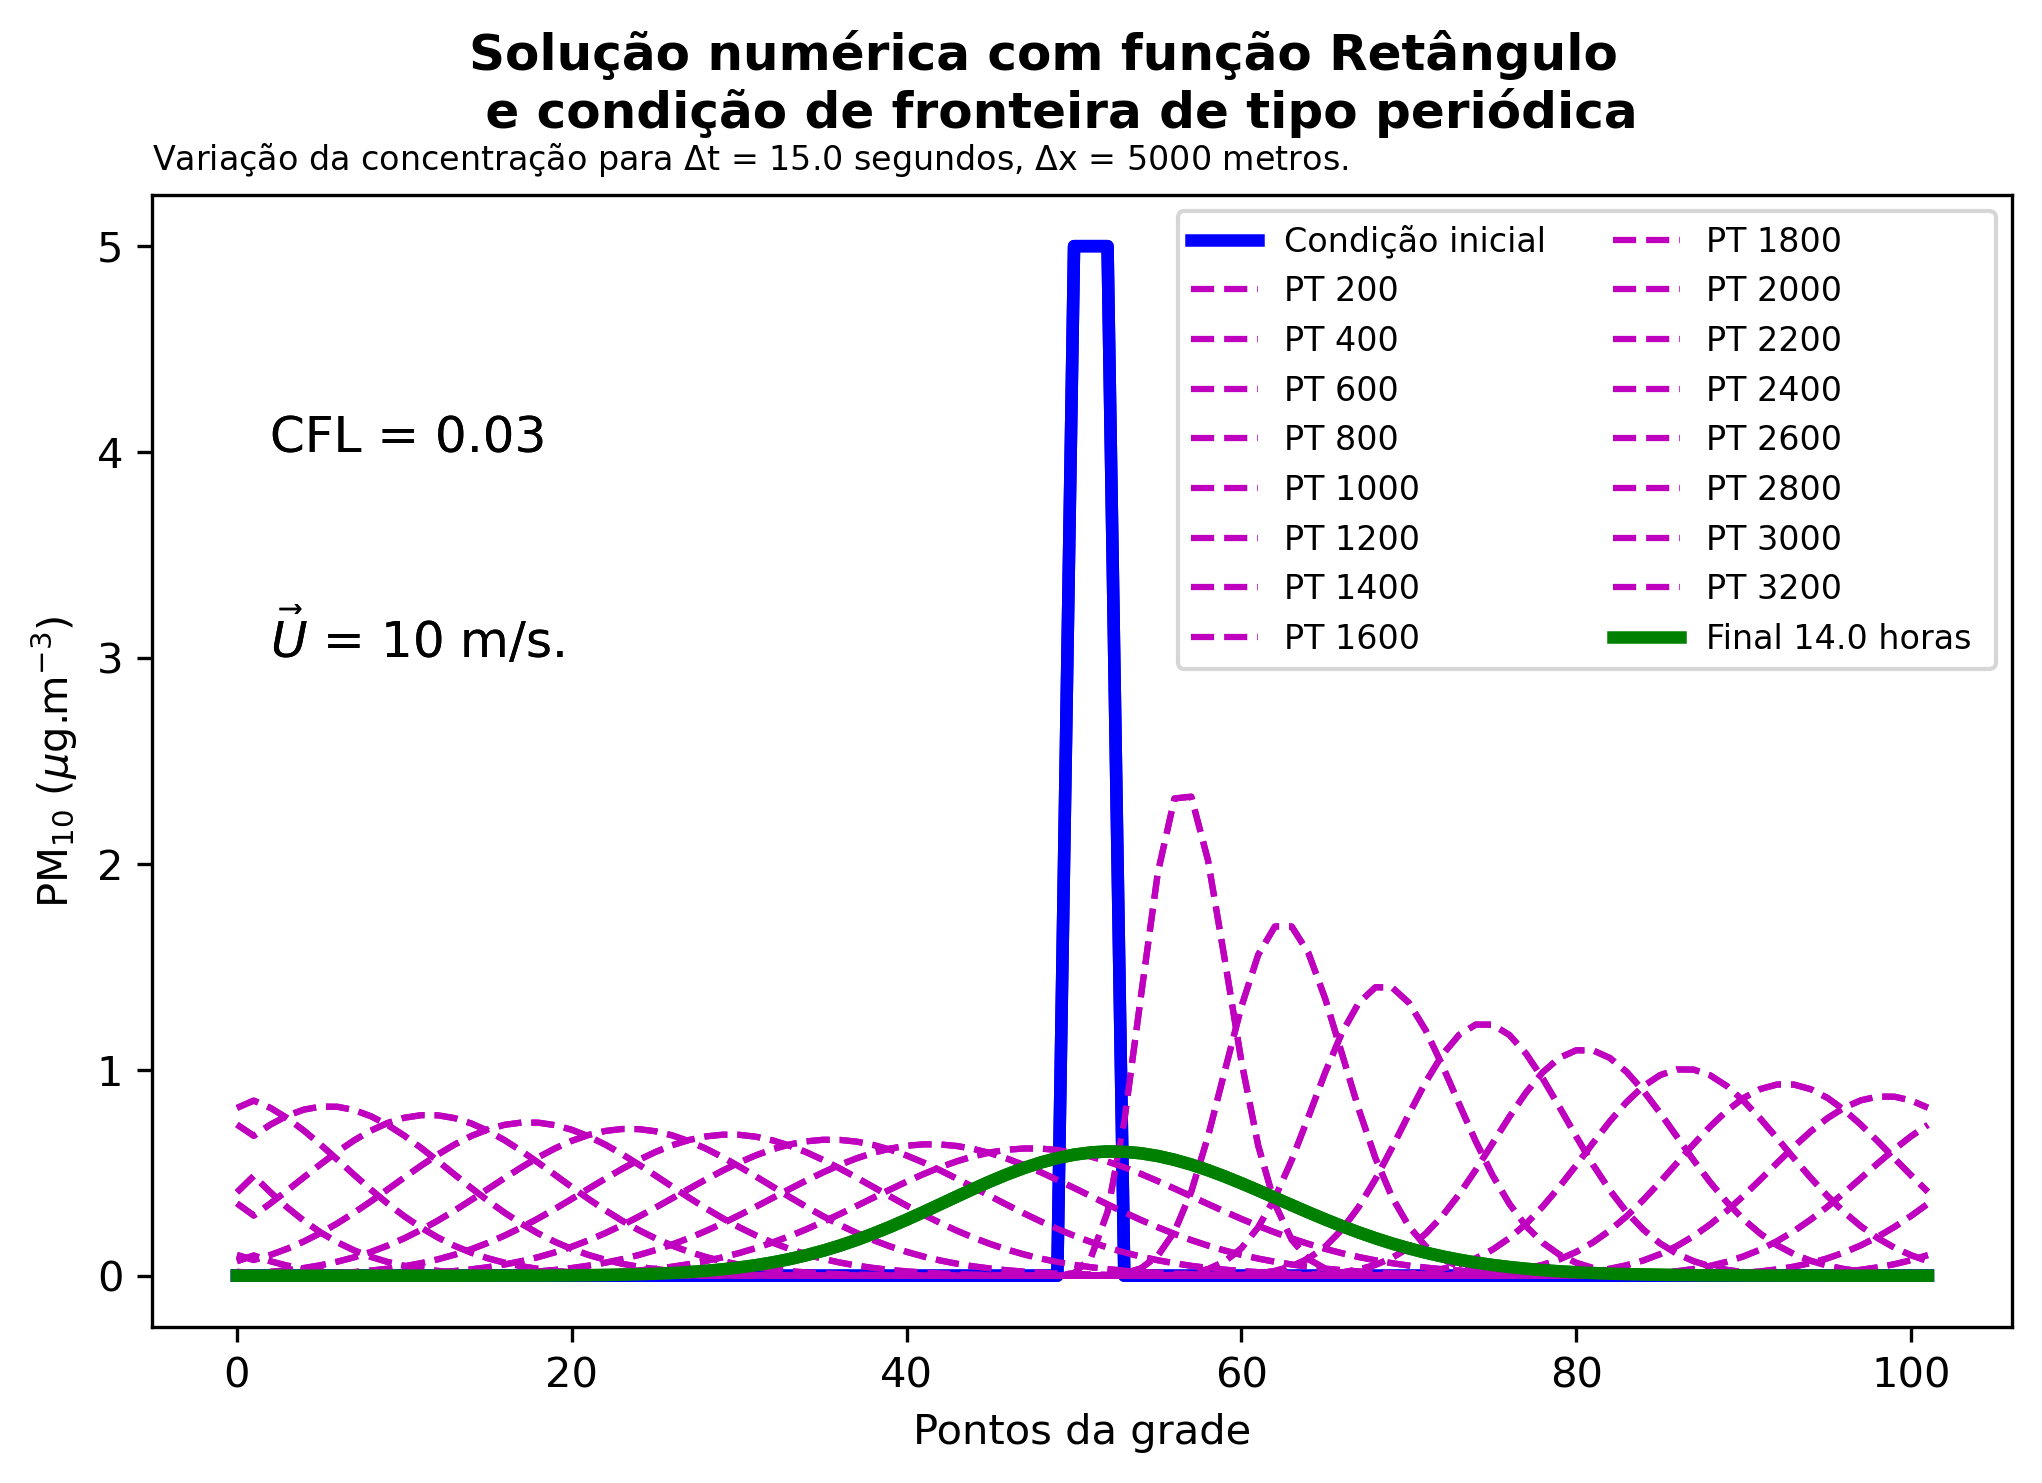 Solução numérica com função Retângulo
e condição de fronteira de tipo periódica
Variação da concentração para Δt = 15.0 segundos, Δx = 5000 metros.
5
4
3
2
1
0
PM₁₀ (μg.m⁻³)
CFL = 0.03
U⃗ = 10 m/s.
Condição inicial
PT 200
PT 400
PT 600
PT 800
PT 1000
PT 1200
PT 1400
PT 1600
PT 1800
PT 2000
PT 2200
PT 2400
PT 2600
PT 2800
PT 3000
PT 3200
Final 14.0 horas
0 20 40 60 80 100
Pontos da grade